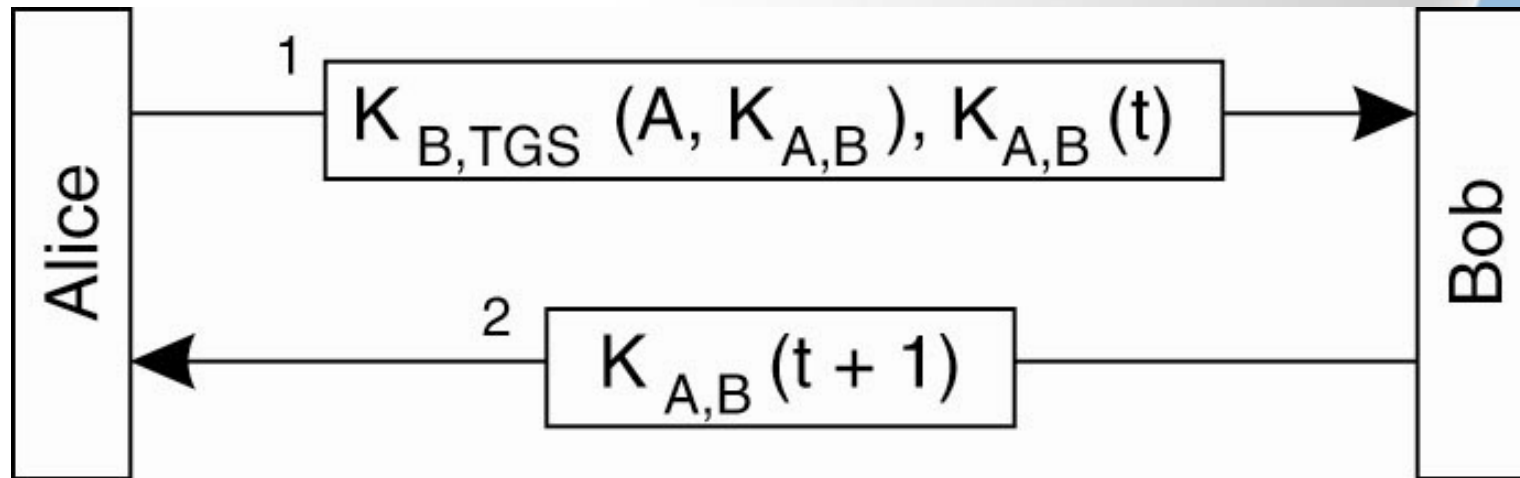 Alice
1
K B,TGS (A, K A,B ), K A,B (t)
2
K A,B (t + 1)
Bob